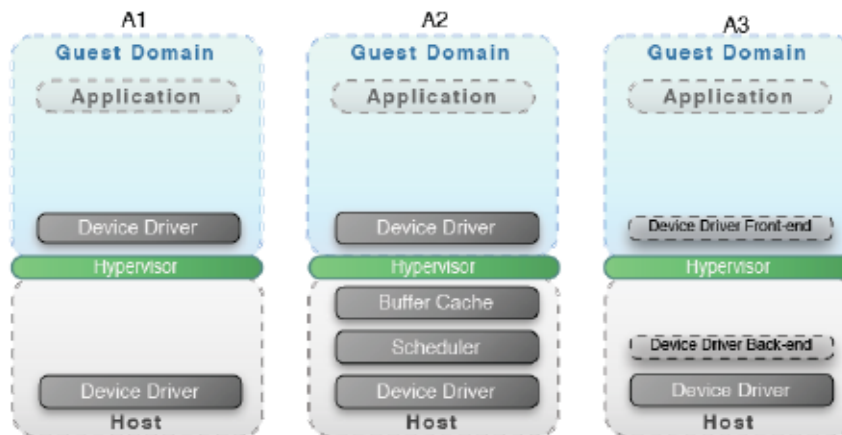 A1
Guest Domain
Application
Device Driver
Hypervisor
Device Driver
Host
A2
Guest Domain
Application
Device Driver
Hypervisor
Buffer Cache
Scheduler
Device Driver
Host
A3
Guest Domain
Application
Device Driver Front-end
Hypervisor
Device Driver Back-end
Device Driver
Host